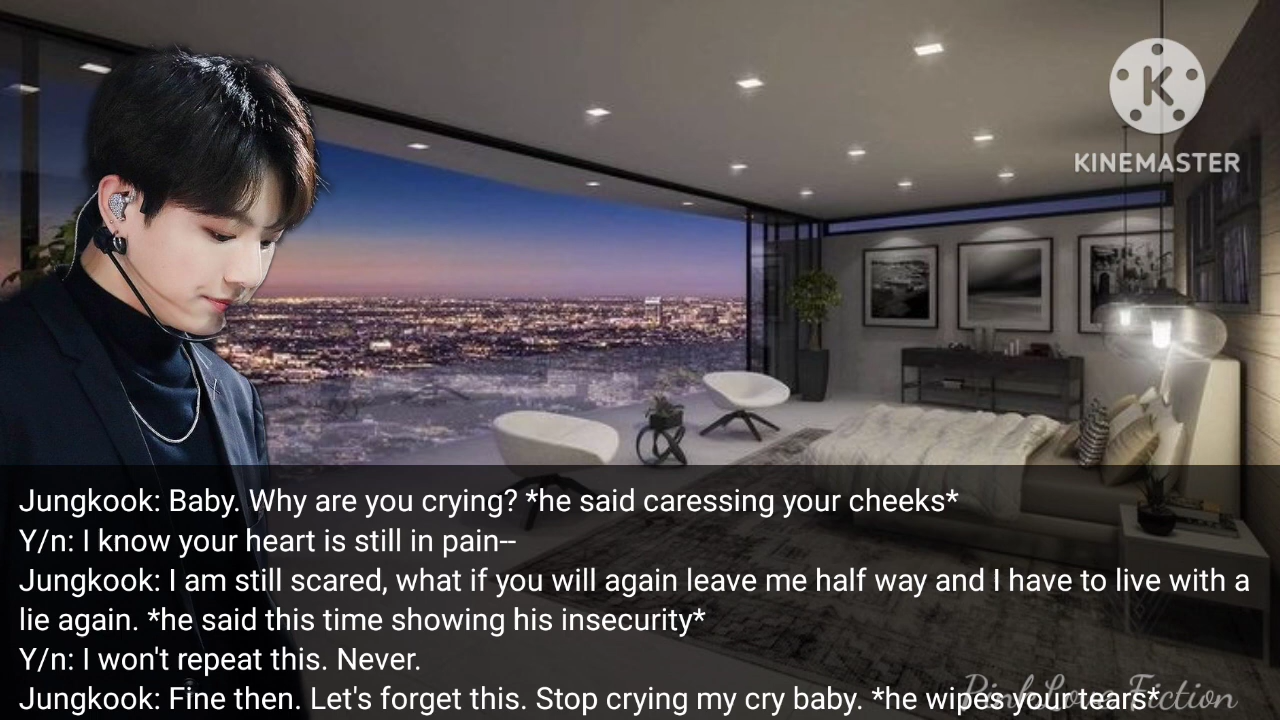 K
KINEMASTER
Jungkook: Baby. Why are you crying? *he said caressing your cheeks*
Y/n: I know your heart is still in pain--
Jungkook: I am still scared, what if you will again leave me half way and I have to live with a
lie again. *he said this time showing his insecurity*
Y/n: I won't repeat this. Never.
Jungkook: Fine then. Let's forget this. Stop crying my cry baby. *he wipes your tears*
PinkLove Fiction